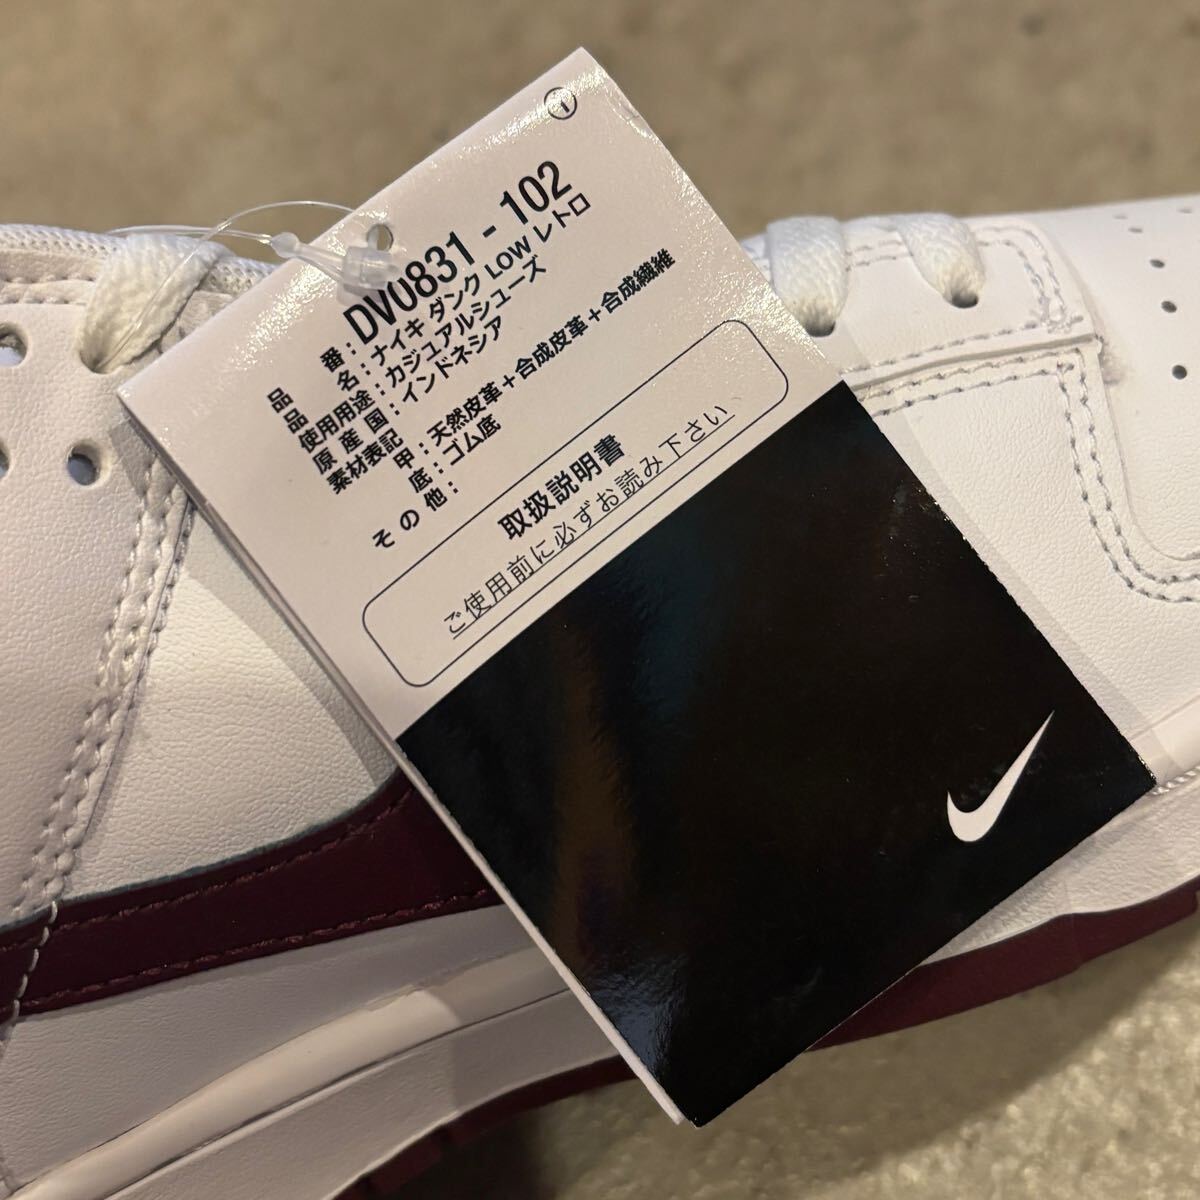 ①
品番：DV0831 - 102
品名：ナイキ ダンク LOW レトロ
使用用途：カジュアルシューズ
原産国：インドネシア
素材表記 甲：天然皮革＋合成皮革＋合成繊維
底：ゴム底
その他：
取扱説明書
ご使用前に必ずお読み下さい、